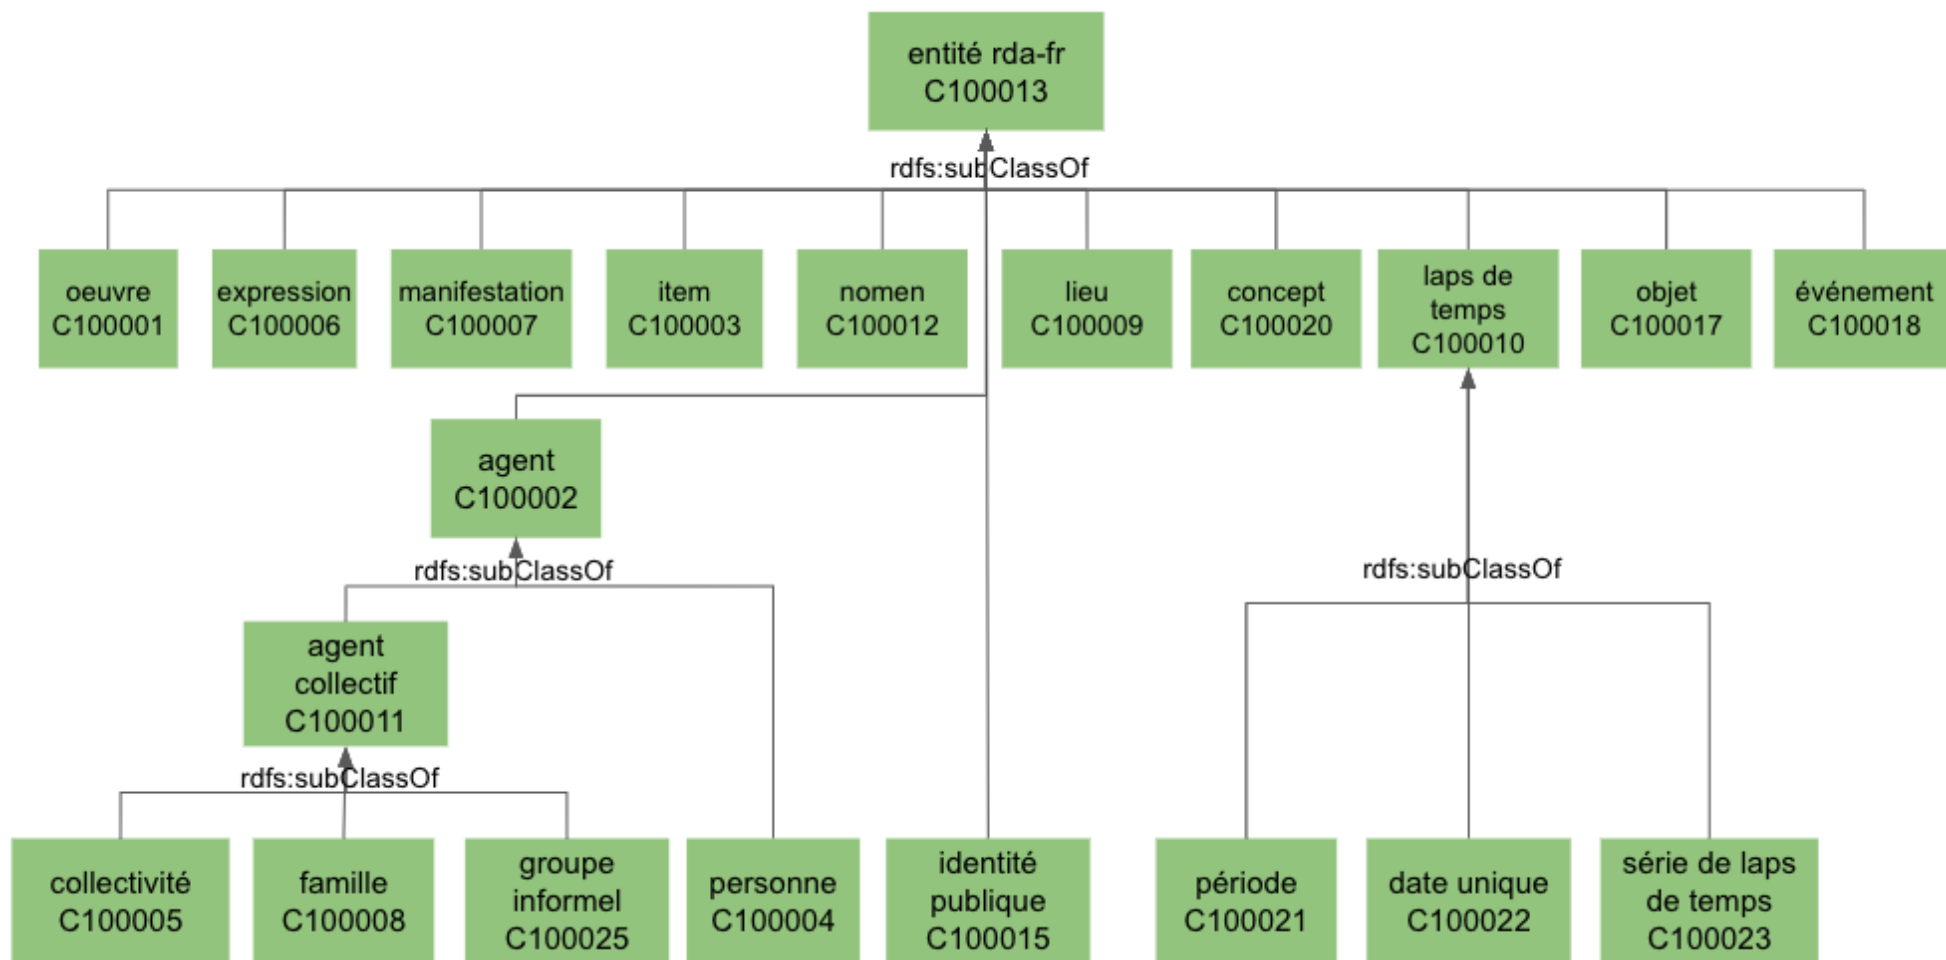 entité rda-fr
C100013
rdfs:subClassOf
oeuvre
C100001
expression
C100006
manifestation
C100007
item
C100003
nomen
C100012
lieu
C100009
concept
C100020
laps de
temps
C100010
objet
C100017
événement
C100018
agent
C100002
rdfs:subClassOf
rdfs:subClassOf
agent
collectif
C100011
rdfs:subClassOf
collectivité
C100005
famille
C100008
groupe
informel
C100025
personne
C100004
identité
publique
C100015
période
C100021
date unique
C100022
série de laps
de temps
C100023